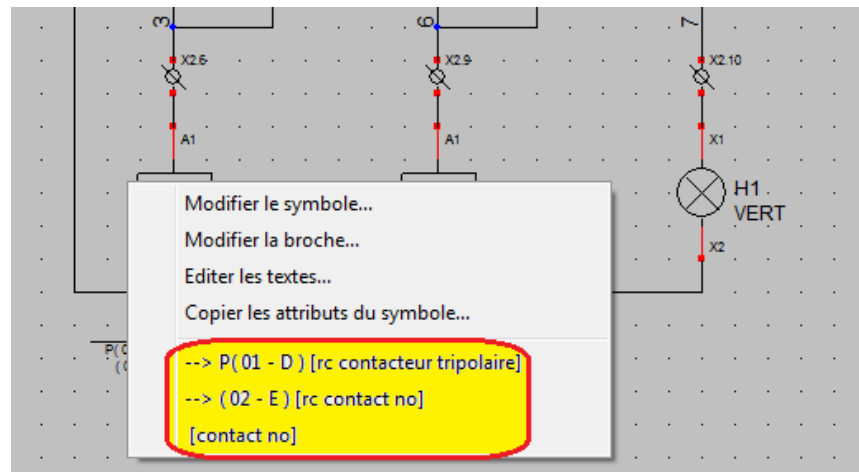 3
6
7
X2.6
X2.9
X2.10
A1
A1
X1
H1
VERT
X2
Modifier le symbole...
Modifier la broche...
Editer les textes...
Copier les attributs du symbole...
P(
(
--> P( 01 - D ) [rc contacteur tripolaire]
--> ( 02 - E ) [rc contact no]
[contact no]